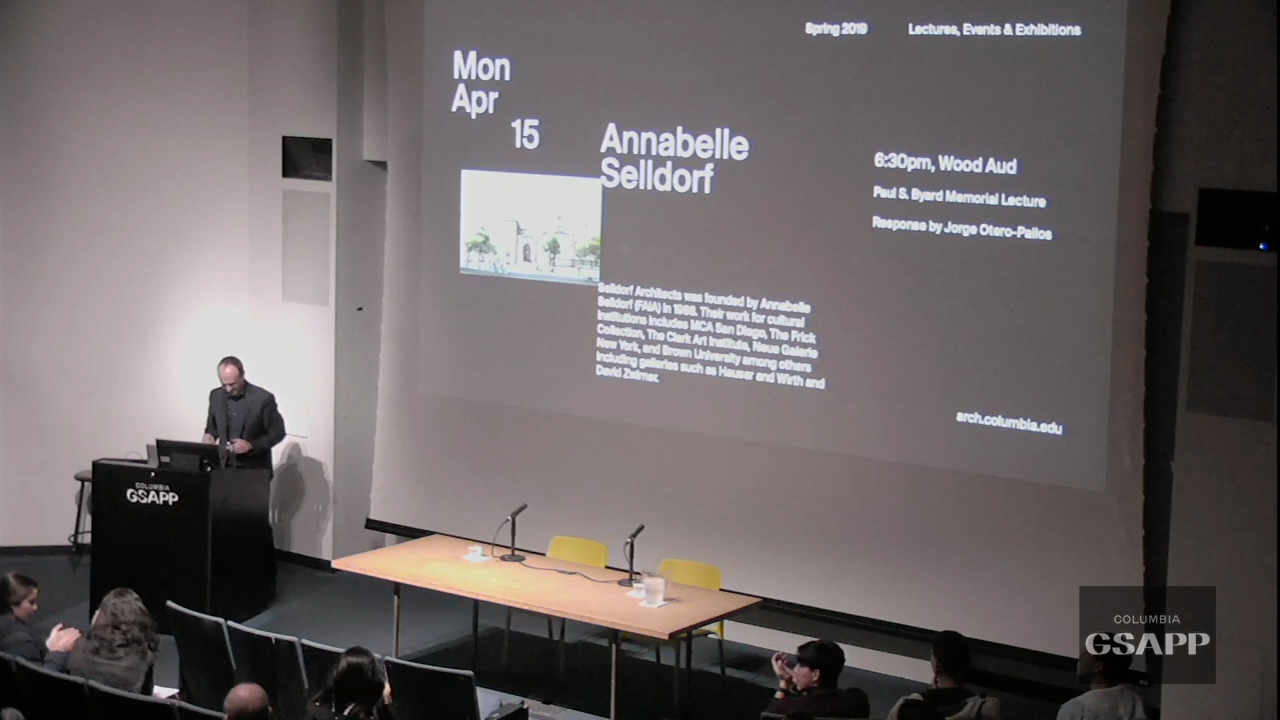 Spring 2019
Lectures, Events & Exhibitions
Mon
Apr
15
Annabelle
Selldorf
6:30pm, Wood Aud
Paul S. Byard Memorial Lecture
Response by Jorge Otero-Pailos
Selldorf Architects was founded by Annabelle
Selldorf (FAIA) in 1988. Their work for cultural
institutions includes MCA San Diego, The Frick
Collection, The Clark Art Institute, Neue Galerie
New York, and Brown University among others
including galleries such as Hauser and Wirth and
David Zwirner.
arch.columbia.edu
COLUMBIA
GSAPP
COLUMBIA
GSAPP